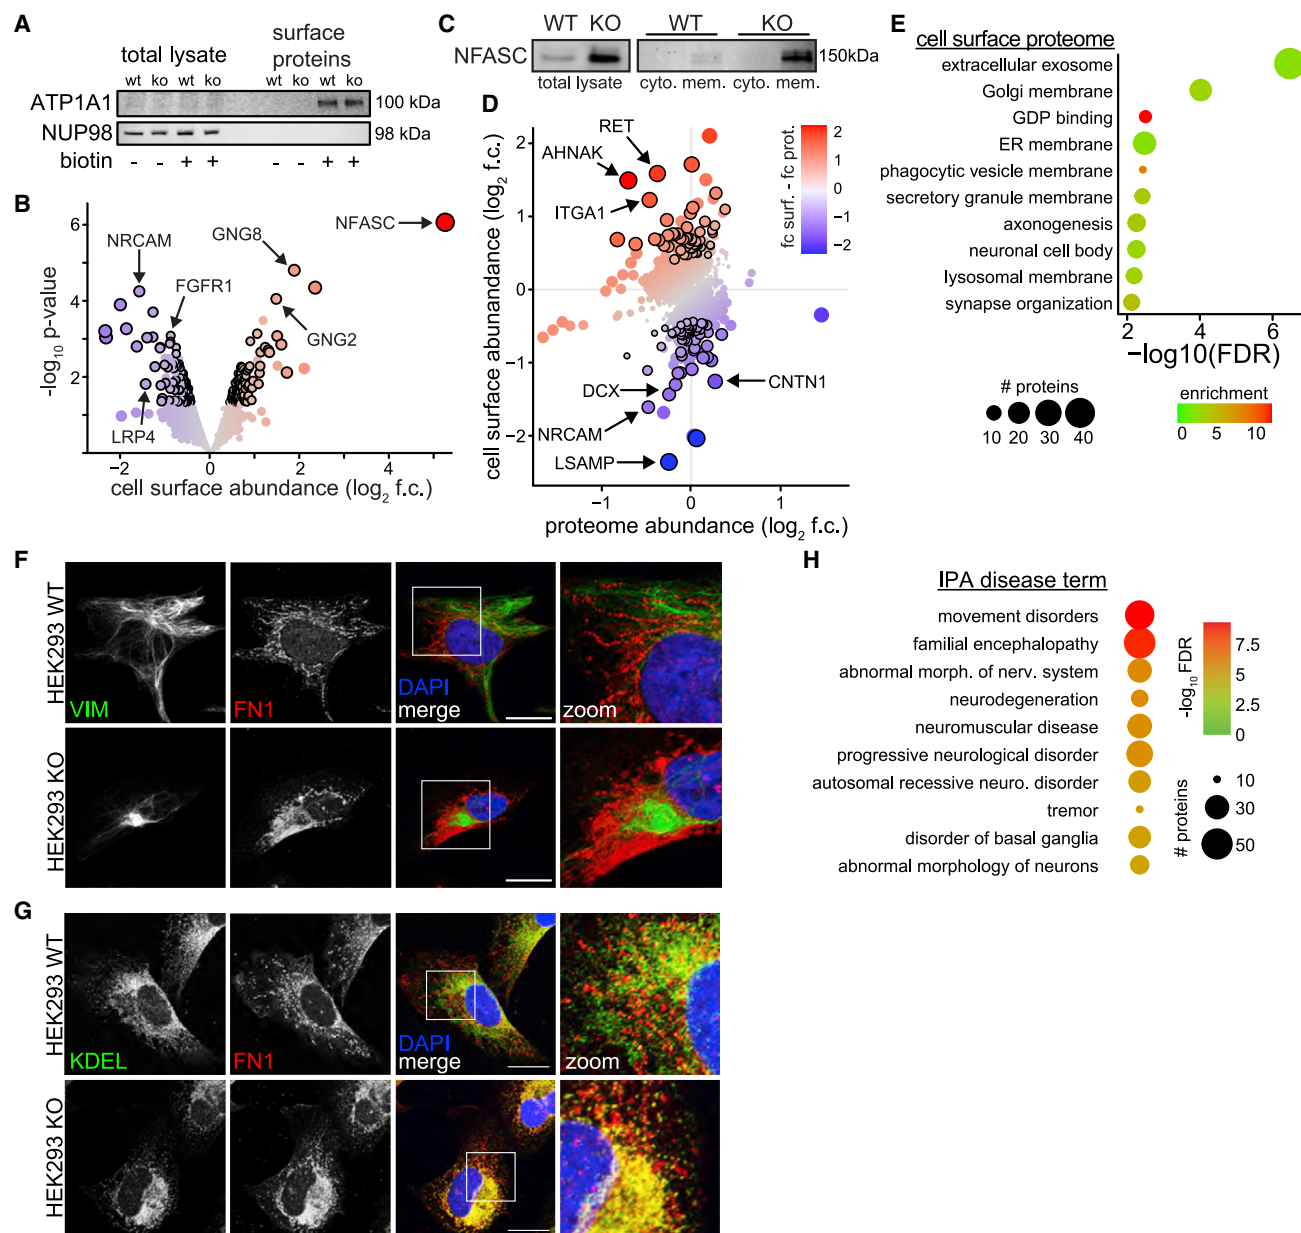 A
total lysate
surface
proteins
wt ko wt ko wt ko wt ko
ATP1A1
100 kDa
NUP98
98 kDa
biotin - - + + - - + +
B
6
4
2
-log10 p-value
NRCAM
FGFR1
GNG8
NFASC
GNG2
LRP4
−2 0 2 4
cell surface abundance (log2 f.c.)
C
WT KO WT KO
NFASC
150kDa
total lysate cyto. mem. cyto. mem.
D
2
1
0
−1
−2
cell surface abunandance (log2 f.c.)
RET
AHNAK
ITGA1
DCX
CNTN1
NRCAM
LSAMP
fc surf. - fc prot.
2
1
0
−1
−2
−1 0 1
proteome abundance (log2 f.c.)
E
cell surface proteome
extracellular exosome
Golgi membrane
GDP binding
ER membrane
phagocytic vesicle membrane
secretory granule membrane
axonogenesis
neuronal cell body
lysosomal membrane
synapse organization
2 4 6
−log10(FDR)
# proteins
10 20 30 40
enrichment
0 5 10
F
HEK293 WT
VIM
FN1
DAPI
merge
zoom
HEK293 KO
G
HEK293 WT
KDEL
FN1
DAPI
merge
zoom
HEK293 KO
H
IPA disease term
movement disorders
familial encephalopathy
abnormal morph. of nerv. system
neurodegeneration
neuromuscular disease
progressive neurological disorder
autosomal recessive neuro. disorder
tremor
disorder of basal ganglia
abnormal morphology of neurons
-log10 FDR
7.5
5
2.5
0
# proteins
10
30
50